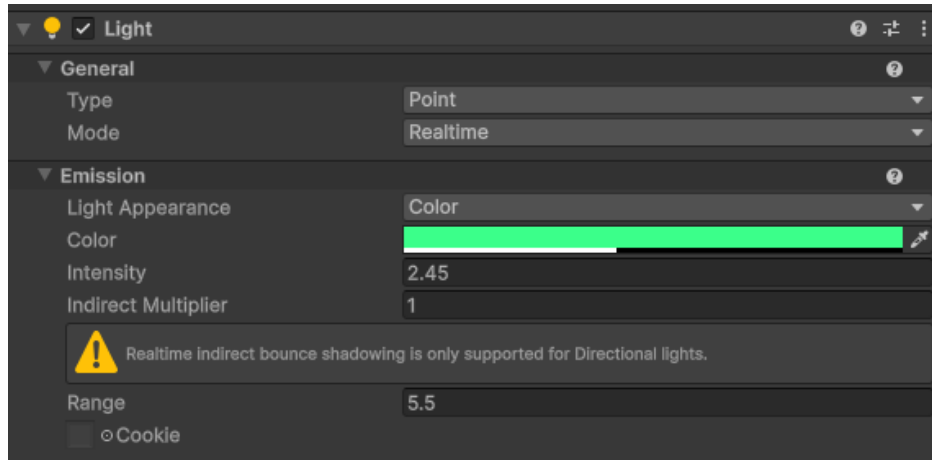 Light
General
Type Point
Mode Realtime
Emission
Light Appearance Color
Color
Intensity 2.45
Indirect Multiplier 1
Realtime indirect bounce shadowing is only supported for Directional lights.
Range 5.5
Cookie